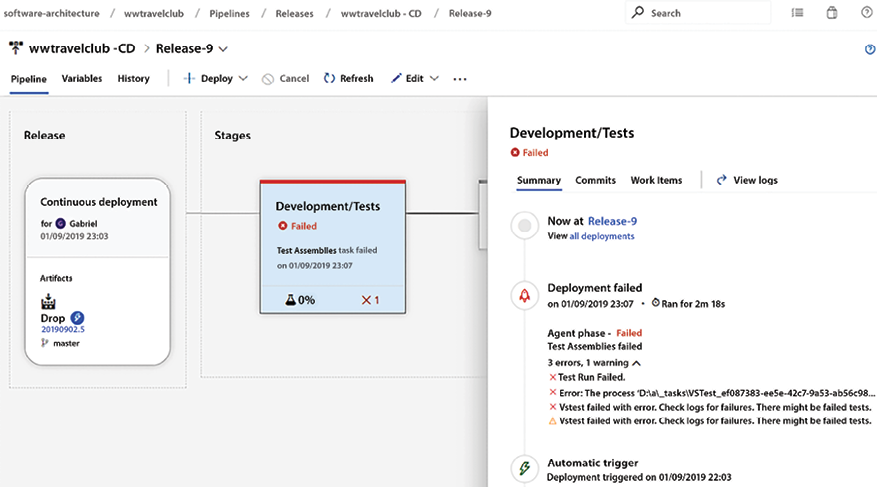 software-architecture / wwtravelclub / Pipelines / Releases / wwtravelclub - CD / Release-9
Search
wwtravelclub -CD > Release-9
Pipeline Variables History Deploy Cancel Refresh Edit ...
Release
Continuous deployment
for G Gabriel
01/09/2019 23:03
Artifacts
Drop
20190902.5
master
Stages
Development/Tests
Failed
Test Assemblies task failed
on 01/09/2019 23:07
0% 1
Development/Tests
Failed
Summary Commits Work Items View logs
Now at Release-9
View all deployments
Deployment failed
on 01/09/2019 23:07 • Ran for 2m 18s
Agent phase - Failed
Test Assemblies failed
3 errors, 1 warning
Test Run Failed.
Error: The process 'D:\a\_tasks\VSTest_ef087383-ee5e-42c7-9a53-ab56c98...
Vstest failed with error. Check logs for failures. There might be failed tests.
Vstest failed with error. Check logs for failures. There might be failed tests.
Automatic trigger
Deployment triggered on 01/09/2019 22:03